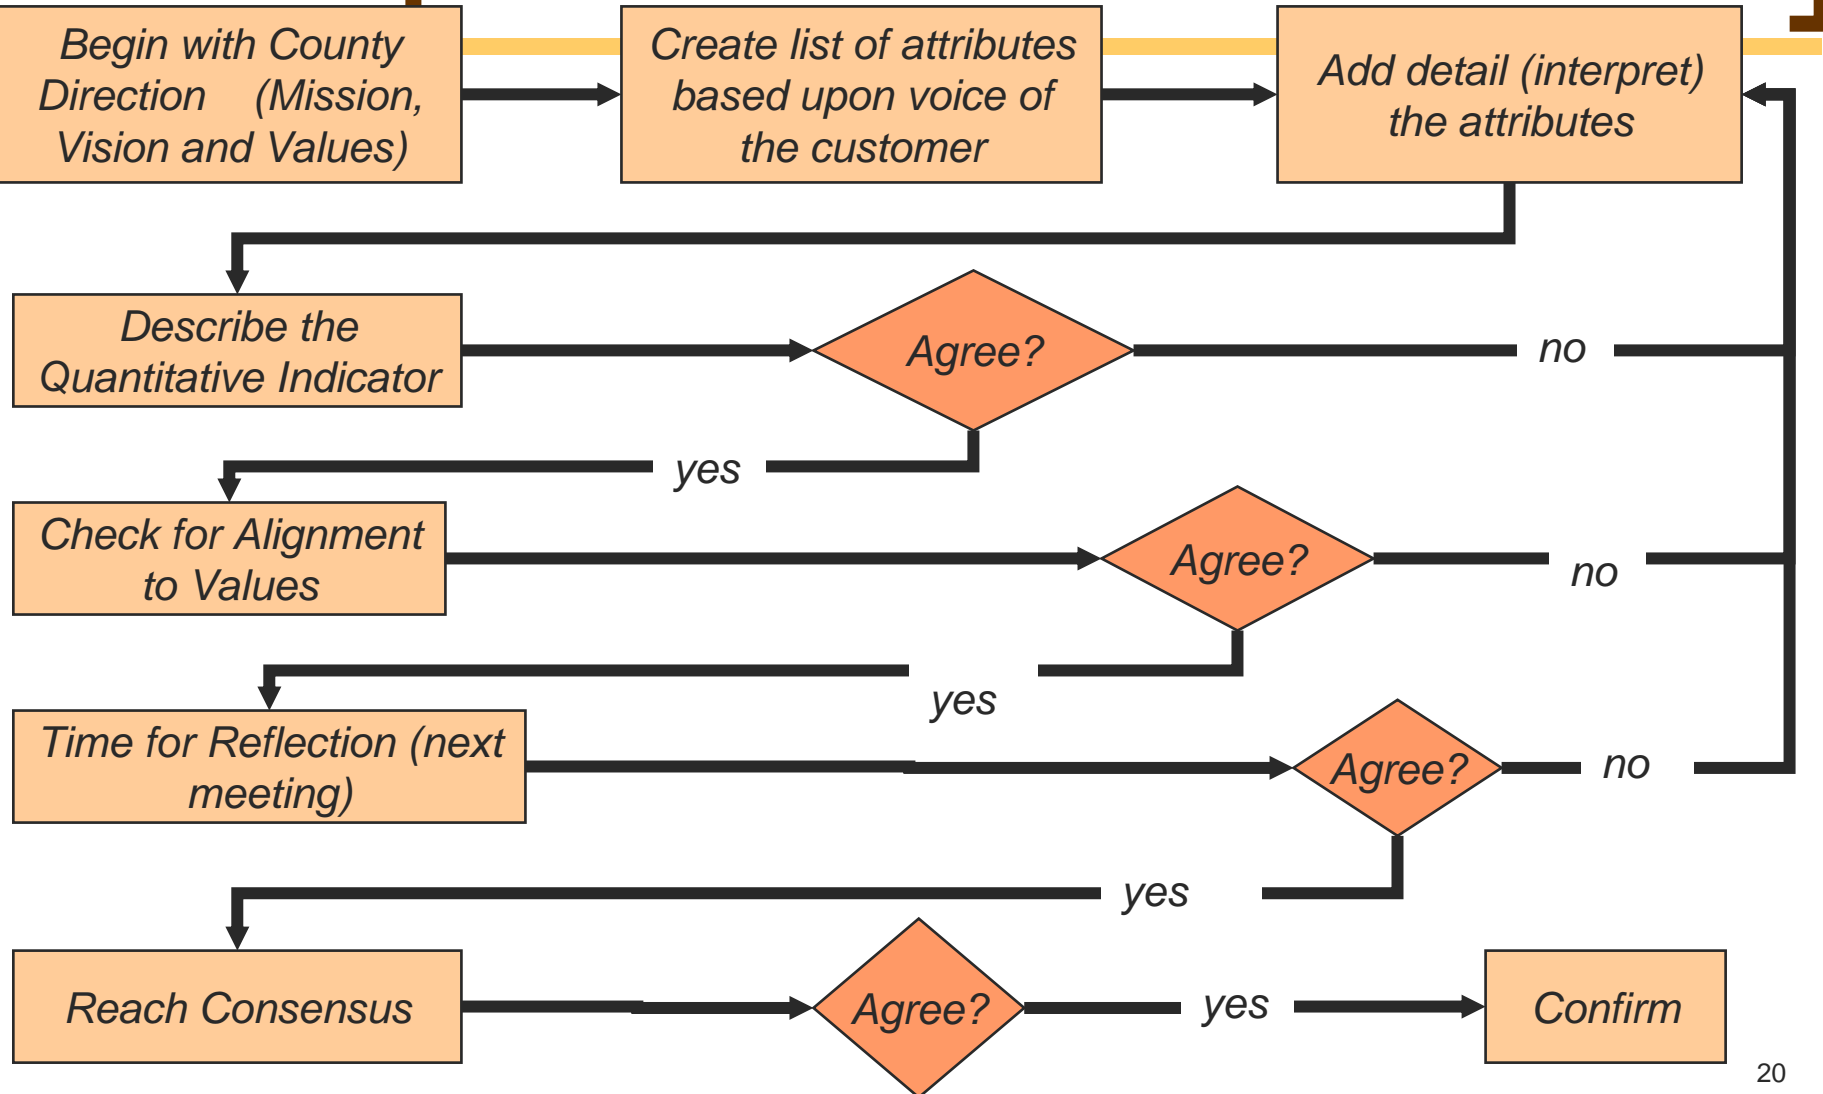 Begin with County
Direction (Mission,
Vision and Values)
Create list of attributes
based upon voice of
the customer
Add detail (interpret)
the attributes
Describe the
Quantitative Indicator
Agree?
no
yes
Check for Alignment
to Values
Agree?
no
yes
Time for Reflection (next
meeting)
Agree?
no
yes
Reach Consensus
Agree?
yes
Confirm
20